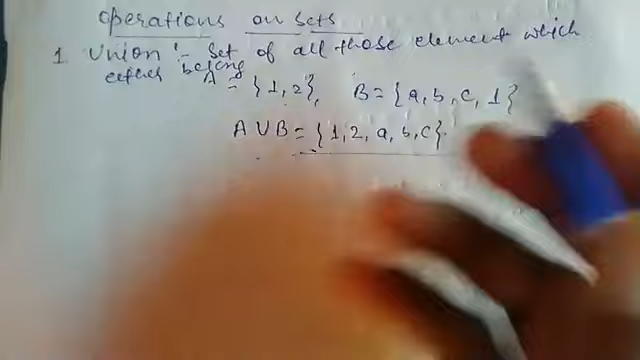 operations on sets
1 Union :- set of all those element which
either belong
A = {1, 2}, B = {a, b, c, 1}
A ∪ B = {1, 2, a, b, c}.